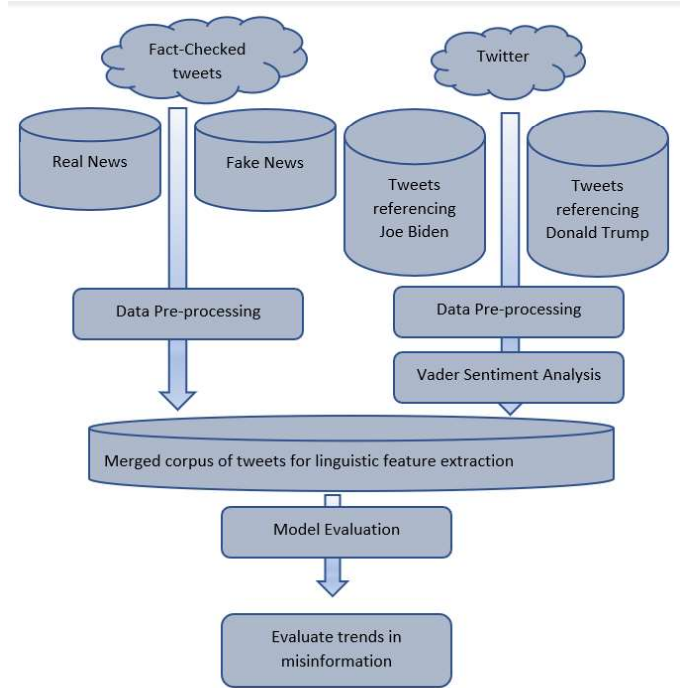 Fact-Checked
tweets
Twitter
Real News
Fake News
Tweets
referencing
Joe Biden
Tweets
referencing
Donald Trump
Data Pre-processing
Data Pre-processing
Vader Sentiment Analysis
Merged corpus of tweets for linguistic feature extraction
Model Evaluation
Evaluate trends in
misinformation